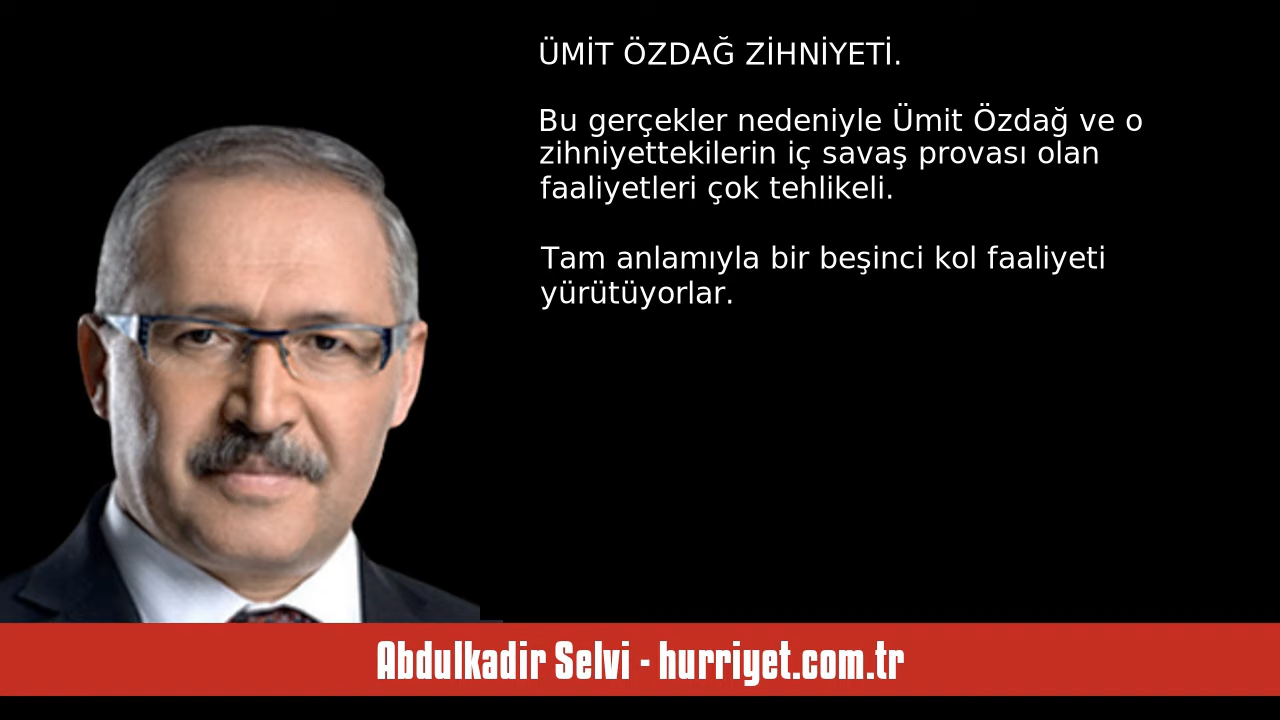 ÜMİT ÖZDAĞ ZİHNİYETİ.
Bu gerçekler nedeniyle Ümit Özdağ ve o
zihniyettekilerin iç savaş provası olan
faaliyetleri çok tehlikeli.
Tam anlamıyla bir beşinci kol faaliyeti
yürütüyorlar.
Abdulkadir Selvi - hurriyet.com.tr